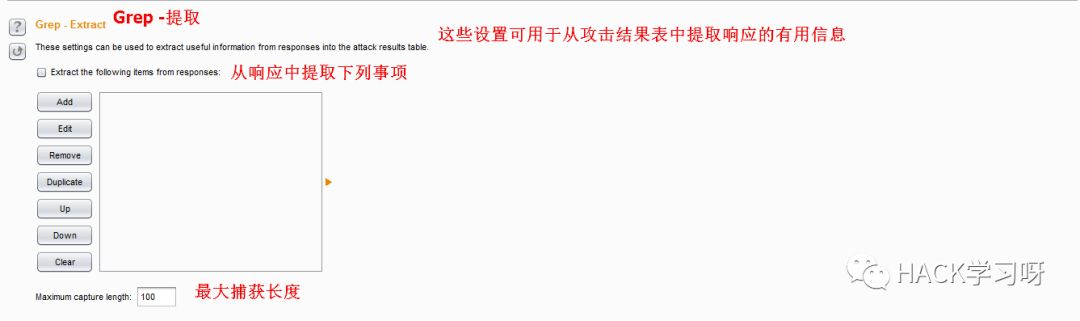 Grep - Extract Grep -提取
These settings can be used to extract useful information from responses into the attack results table. 这些设置可用于从攻击结果表中提取响应的有用信息
Extract the following items from responses: 从响应中提取下列事项
Add
Edit
Remove
Duplicate
Up
Down
Clear
Maximum capture length: 100 最大捕获长度
HACK学习呀